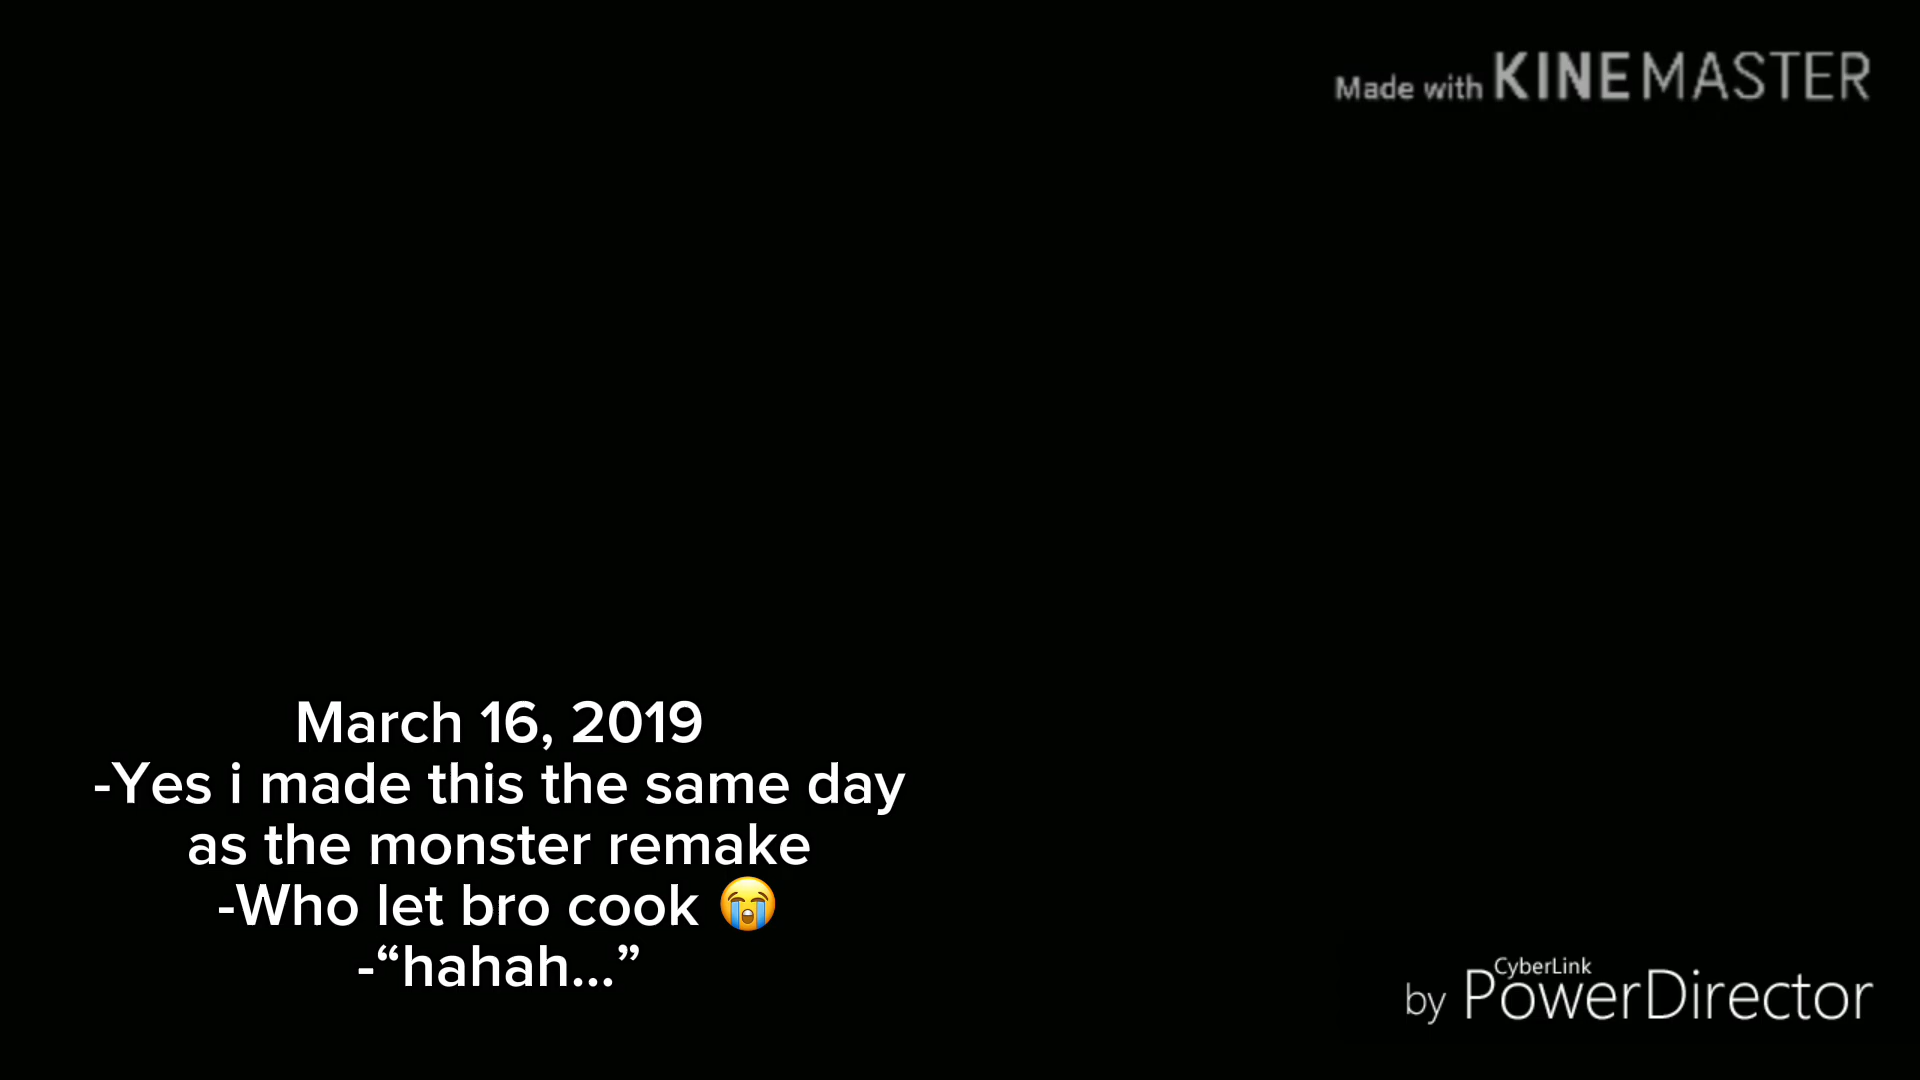 Made with KINEMASTER
March 16, 2019
-Yes i made this the same day
as the monster remake
-Who let bro cook 😭
-“hahah...”
CyberLink
by PowerDirector